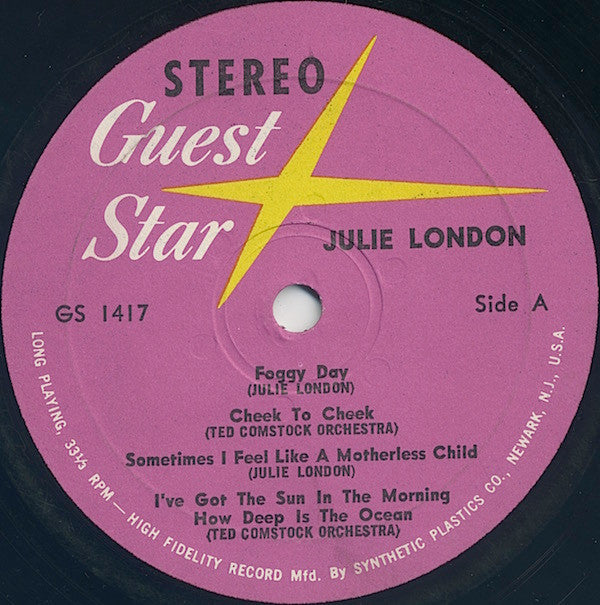 STEREO
Guest
Star
JULIE LONDON
GS 1417
Side A
Foggy Day
(JULIE LONDON)
Cheek To Cheek
(TED COMSTOCK ORCHESTRA)
Sometimes I Feel Like A Motherless Child
(JULIE LONDON)
I've Got The Sun In The Morning
How Deep Is The Ocean
(TED COMSTOCK ORCHESTRA)
LONG PLAYING, 33⅓ RPM — HIGH FIDELITY RECORD Mfd. By SYNTHETIC PLASTICS CO., NEWARK, N.J., U.S.A.